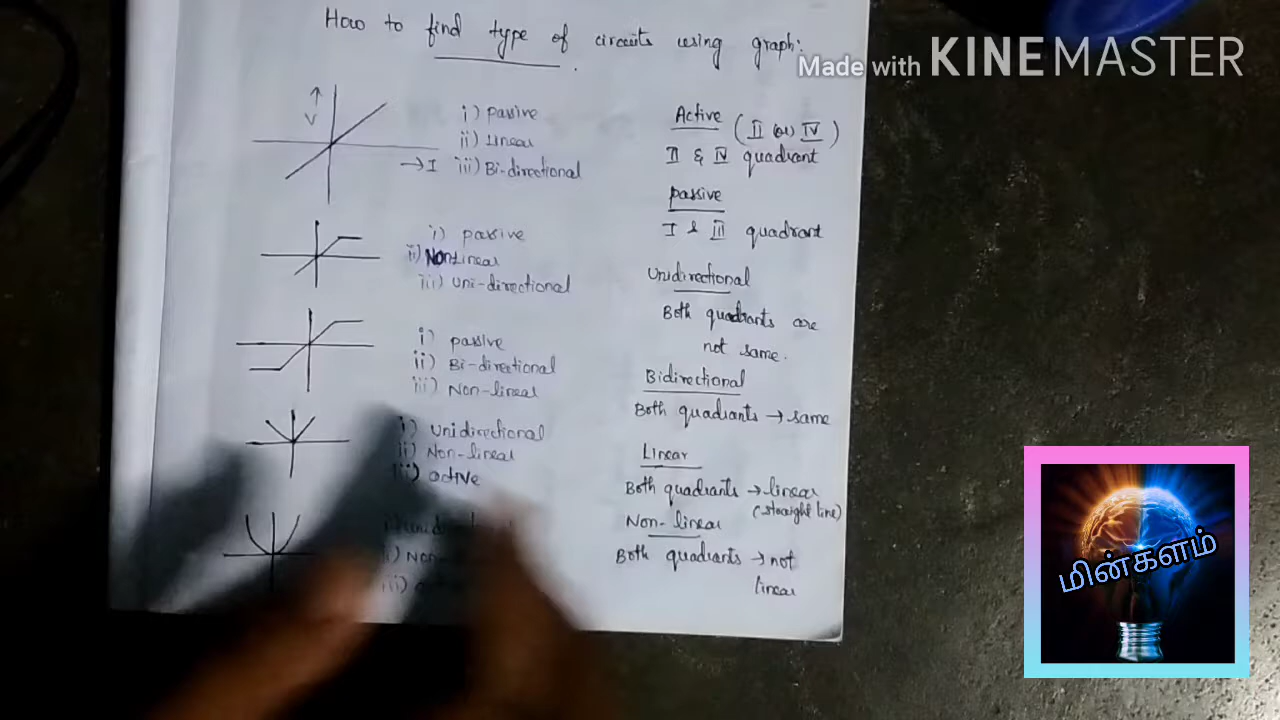 How to find type of circuits using graph:
Made with KINEMASTER
V
→I
i) passive
ii) Linear
iii) Bi-directional
i) passive
ii) NonLinear
iii) Uni-directional
i) passive
ii) Bi-directional
iii) Non-linear
i) Unidirectional
ii) Non-linear
iii) active
i) Non-
iii)
Active (II (or) IV)
II & IV quadrant
passive
I & III quadrant
Unidirectional
Both quadrants are
not same.
Bidirectional
Both quadrants → same
Linear
Both quadrants → linear
(straight line)
Non-linear
Both quadrants → not
linear
மின்களம்